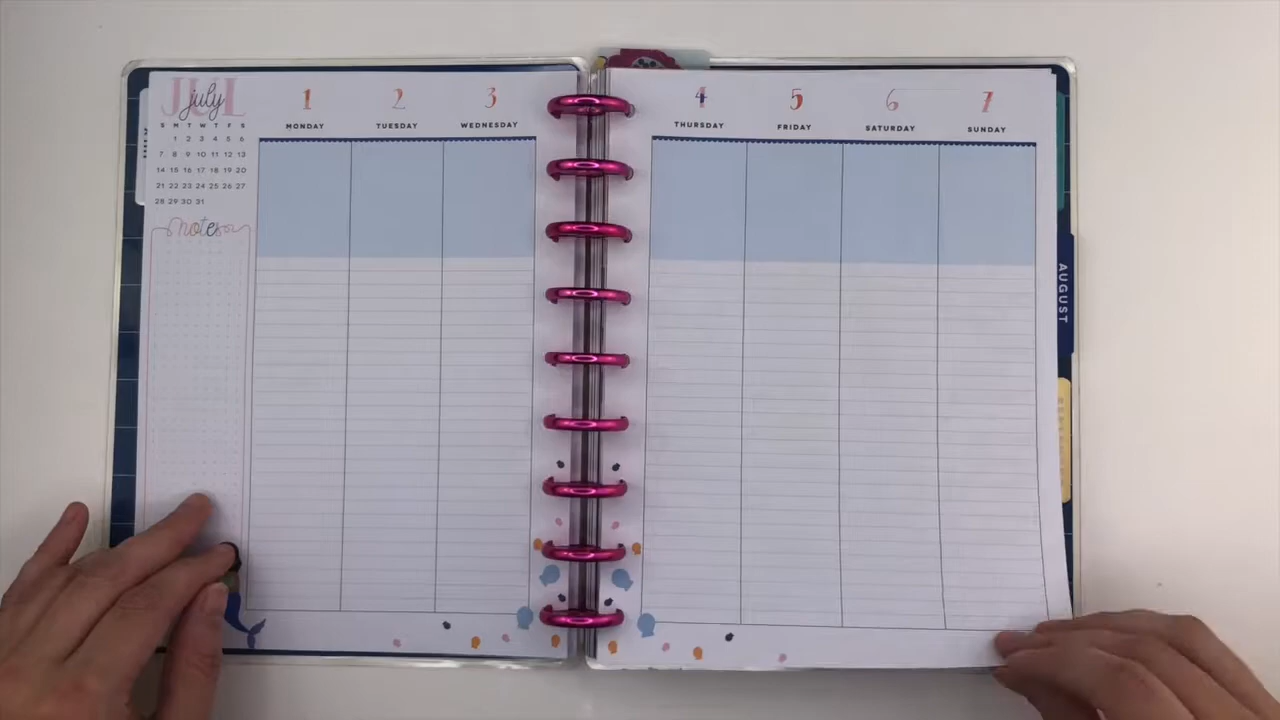 JUL
july
S M T W T F S
1 2 3 4 5 6
7 8 9 10 11 12 13
14 15 16 17 18 19 20
21 22 23 24 25 26 27
28 29 30 31
notes
1 2 3
MONDAY TUESDAY WEDNESDAY
4 5 6 7
THURSDAY FRIDAY SATURDAY SUNDAY
AUGUST